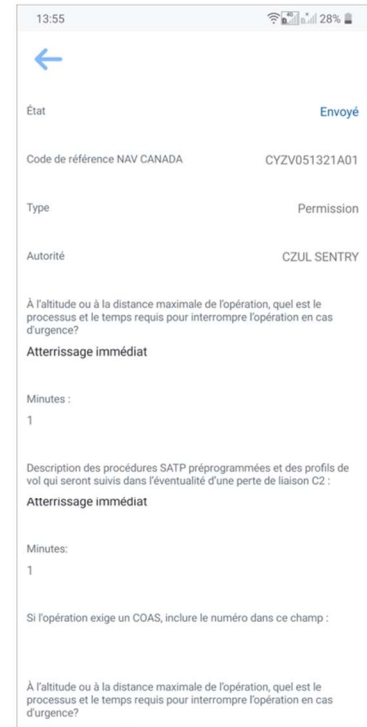 13:55 28%
État Envoyé
Code de référence NAV CANADA CYZV051321A01
Type Permission
Autorité CZUL SENTRY
À l'altitude ou à la distance maximale de l'opération, quel est le
processus et le temps requis pour interrompre l'opération en cas
d'urgence?
Atterrissage immédiat
Minutes :
1
Description des procédures SATP préprogrammées et des profils de
vol qui seront suivis dans l'éventualité d'une perte de liaison C2 :
Atterrissage immédiat
Minutes:
1
Si l'opération exige un COAS, inclure le numéro dans ce champ :
À l'altitude ou à la distance maximale de l'opération, quel est le
processus et le temps requis pour interrompre l'opération en cas
d'urgence?